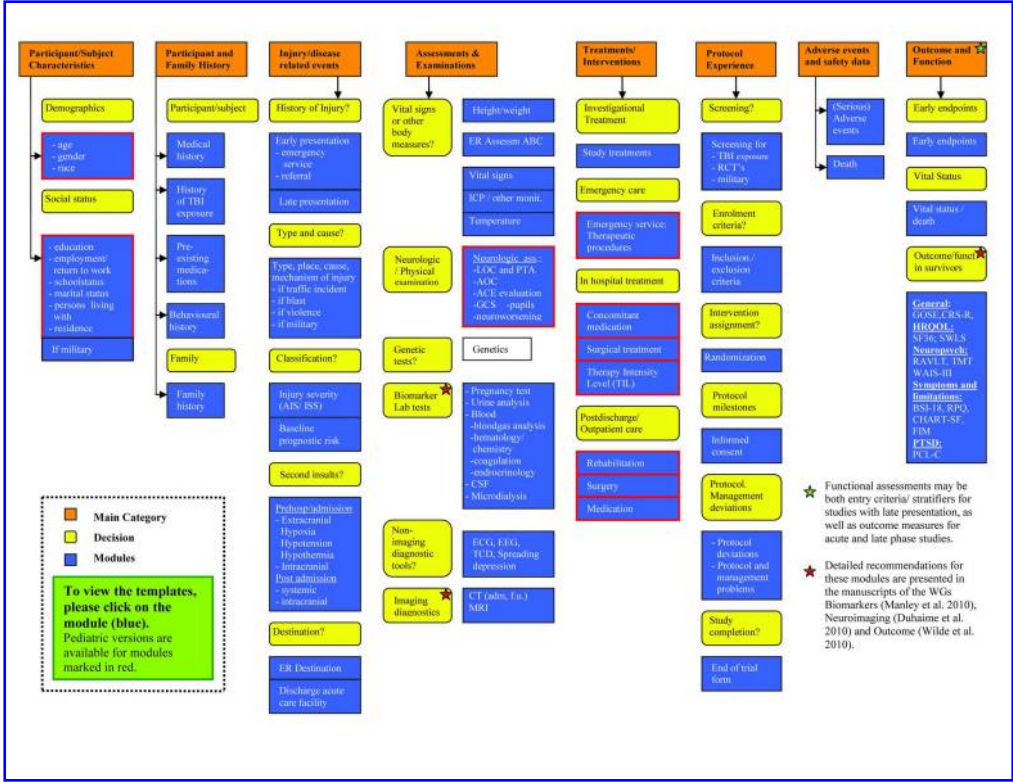 Participant/Subject
Characteristics
Demographics
- age
- gender
- race
Social status
- education
- employment/
return to work
- schoolstatus
- marital status
- persons living
with
- residence
If military
Participant and
Family History
Participant/subject
Medical
history
History
of TBI
exposure
Pre-
existing
medica-
tions
Behavioural
history
Family
Family
history
Injury/disease
related events
History of Injury?
Early presentation
- emergency
service
- referral
Late presentation
Type and cause?
Type, place, cause,
mechanism of injury
- if traffic incident
- if blast
- if violence
- if military
Classification?
Injury severity
(AIS/ ISS)
Baseline
prognostic risk
Second insults?
Prehosp/admission
- Extracranial
Hypoxia
Hypotension
Hypothermia
- Intracranial
Post admission
- systemic
- intracranial
Destination?
ER Destination
Discharge acute
care facility
Assessments &
Examinations
Vital signs
or other
body
measures?
Height/weight
ER Assesm ABC
Vital signs
ICP / other monit.
Temperature
Neurologic
/ Physical
examination
Neurologic ass.:
-LOC and PTA
-AOC
-ACE evaluation
-GCS -pupils
-neuroworsening
Genetic
tests?
Genetics
Biomarker
Lab tests
- Pregnancy test
- Urine analysis
- Blood
-bloodgas analysis
-hematology/
chemistry
-coagulation
-endrocrinology
- CSF
- Microdialysis
Non-
imaging
diagnostic
tools?
ECG, EEG,
TCD, Spreading
depression
Imaging
diagnostics
CT (adm, f.u.)
MRI
Treatments/
Interventions
Investigational
Treatment
Study treatments
Emergency care
Emergency service:
Therapeutic
procedures
In hospital treatment
Concomitant
medication
Surgical treatment
Therapy Intensity
Level (TIL)
Postdischarge/
Outpatient care
Rehabilitation
Surgery
Medication
Protocol
Experience
Screening?
Screening for
- TBI exposure
- RCT's
- military
Enrolment
criteria?
Inclusion./
exclusion
criteria
Intervention
assignment?
Randomization
Protocol
milestones
Informed
consent
Protocol.
Management
deviations
- Protocol
deviations
- Protocol and
management
problems
Study
completion?
End of trial
form
Adverse events
and safety data
(Serious)
Adverse
events
Death
Outcome and
Function
Early endpoints
Early endpoints
Vital Status
Vital status /
death
Outcome/funct
in survivors
General:
GOSE,CRS-R,
HRQOL:
SF36; SWLS
Neuropsych:
RAVLT, TMT
WAIS-III
Symptoms and
limitations:
BSI-18, RPQ,
CHART-SF,
FIM
PTSD:
PCL-C
Functional assessments may be
both entry criteria/ stratifiers for
studies with late presentation, as
well as outcome measures for
acute and late phase studies.
Detailed recommendations for
these modules are presented in
the manuscripts of the WGs
Biomarkers (Manley et al. 2010),
Neuroimaging (Duhaime et al.
2010) and Outcome (Wilde et al.
2010).
Main Category
Decision
Modules
To view the templates,
please click on the
module (blue).
Pediatric versions are
available for modules
marked in red.